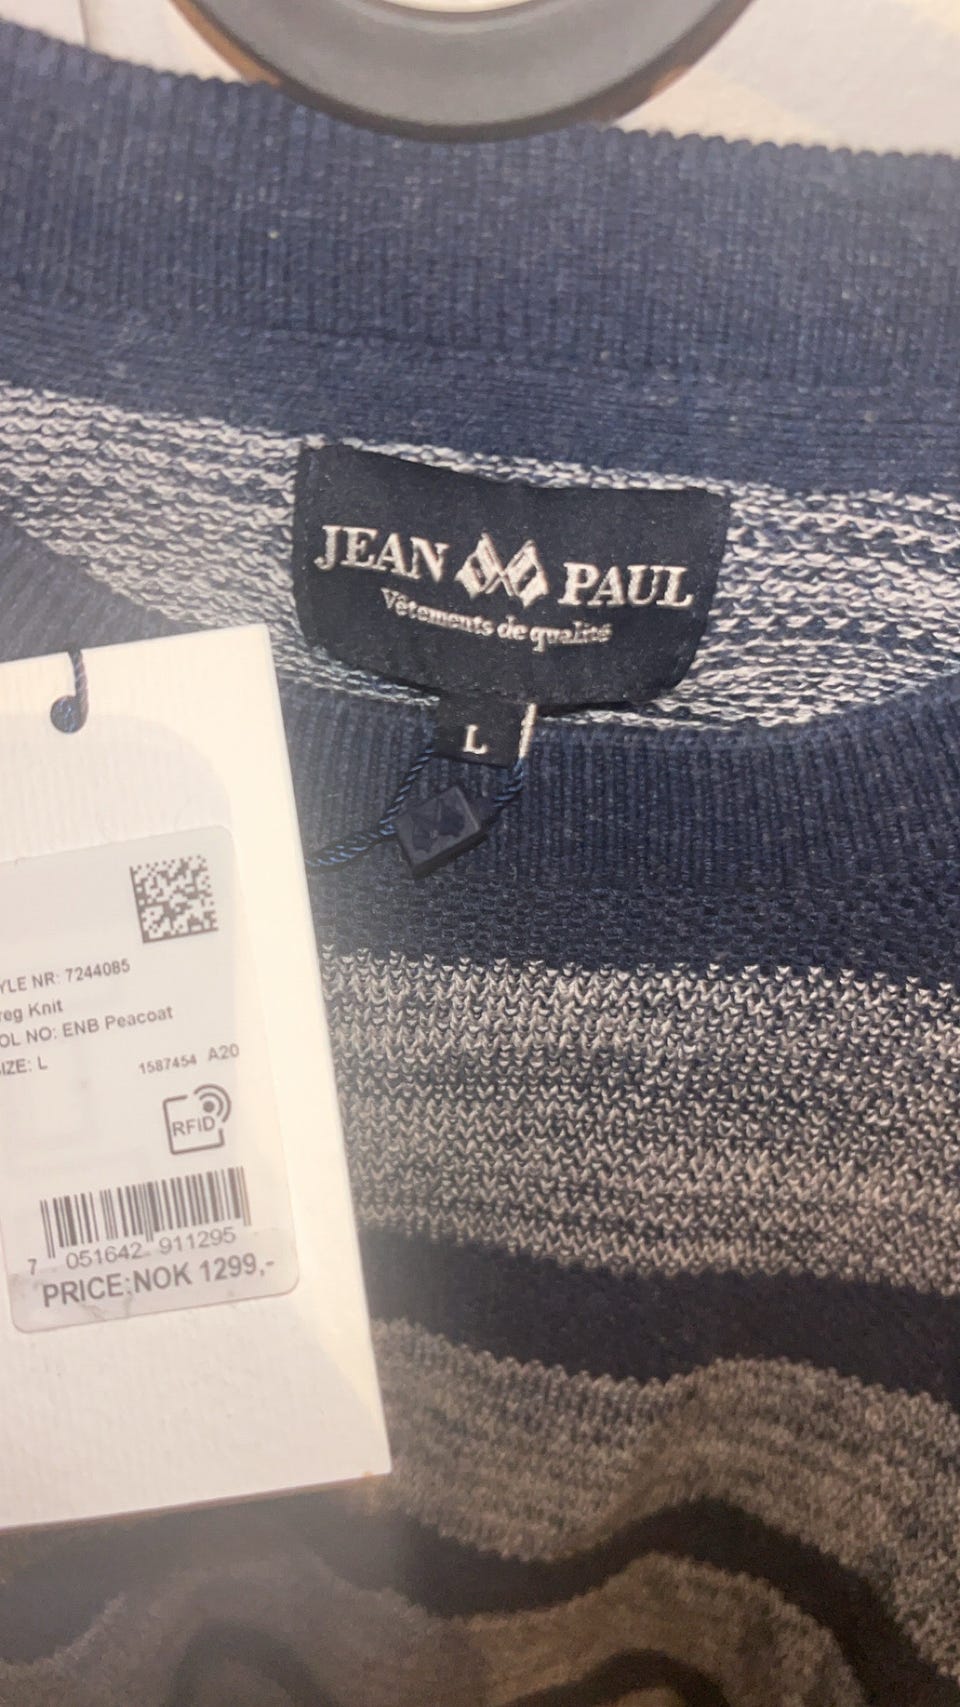 JEAN PAUL
Vêtements de qualité
L
YLE NR: 7244085
reg Knit
OL NO: ENB Peacoat
IZE: L
1587454 A20
RFID
7 051642 911295
PRICE:NOK 1299,-